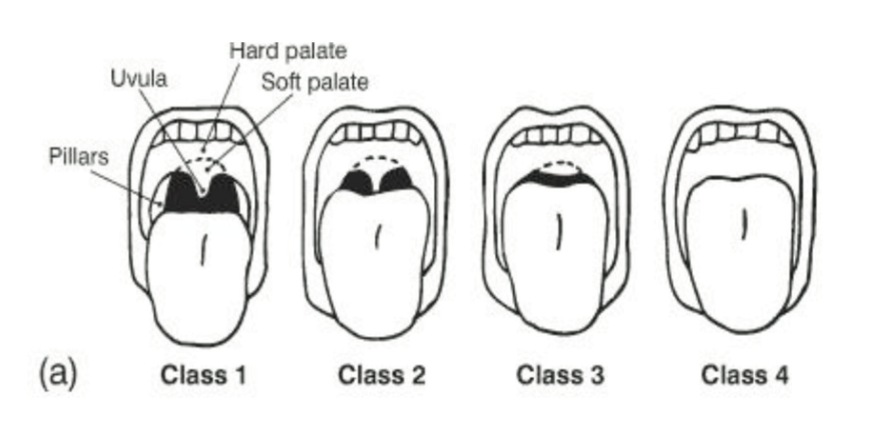 Hard palate
Uvula
Soft palate
Pillars
(a)
Class 1
Class 2
Class 3
Class 4